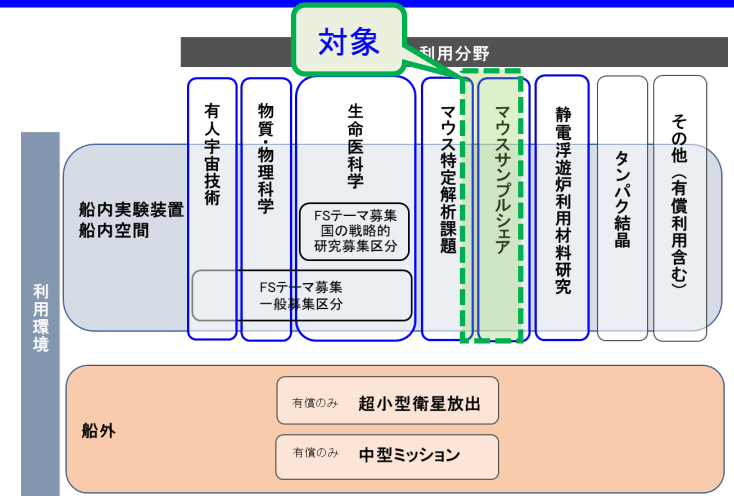 対象
利用分野
有人宇宙技術
物質・物理科学
生命医科学
マウス特定解析課題
マウスサンプルシェア
静電浮遊炉利用材料研究
タンパク結晶
その他（有償利用含む）
利用環境
船内実験装置
船内空間
FSテーマ募集
国の戦略的
研究募集区分
FSテーマ募集
一般募集区分
船外
有償のみ 超小型衛星放出
有償のみ 中型ミッション